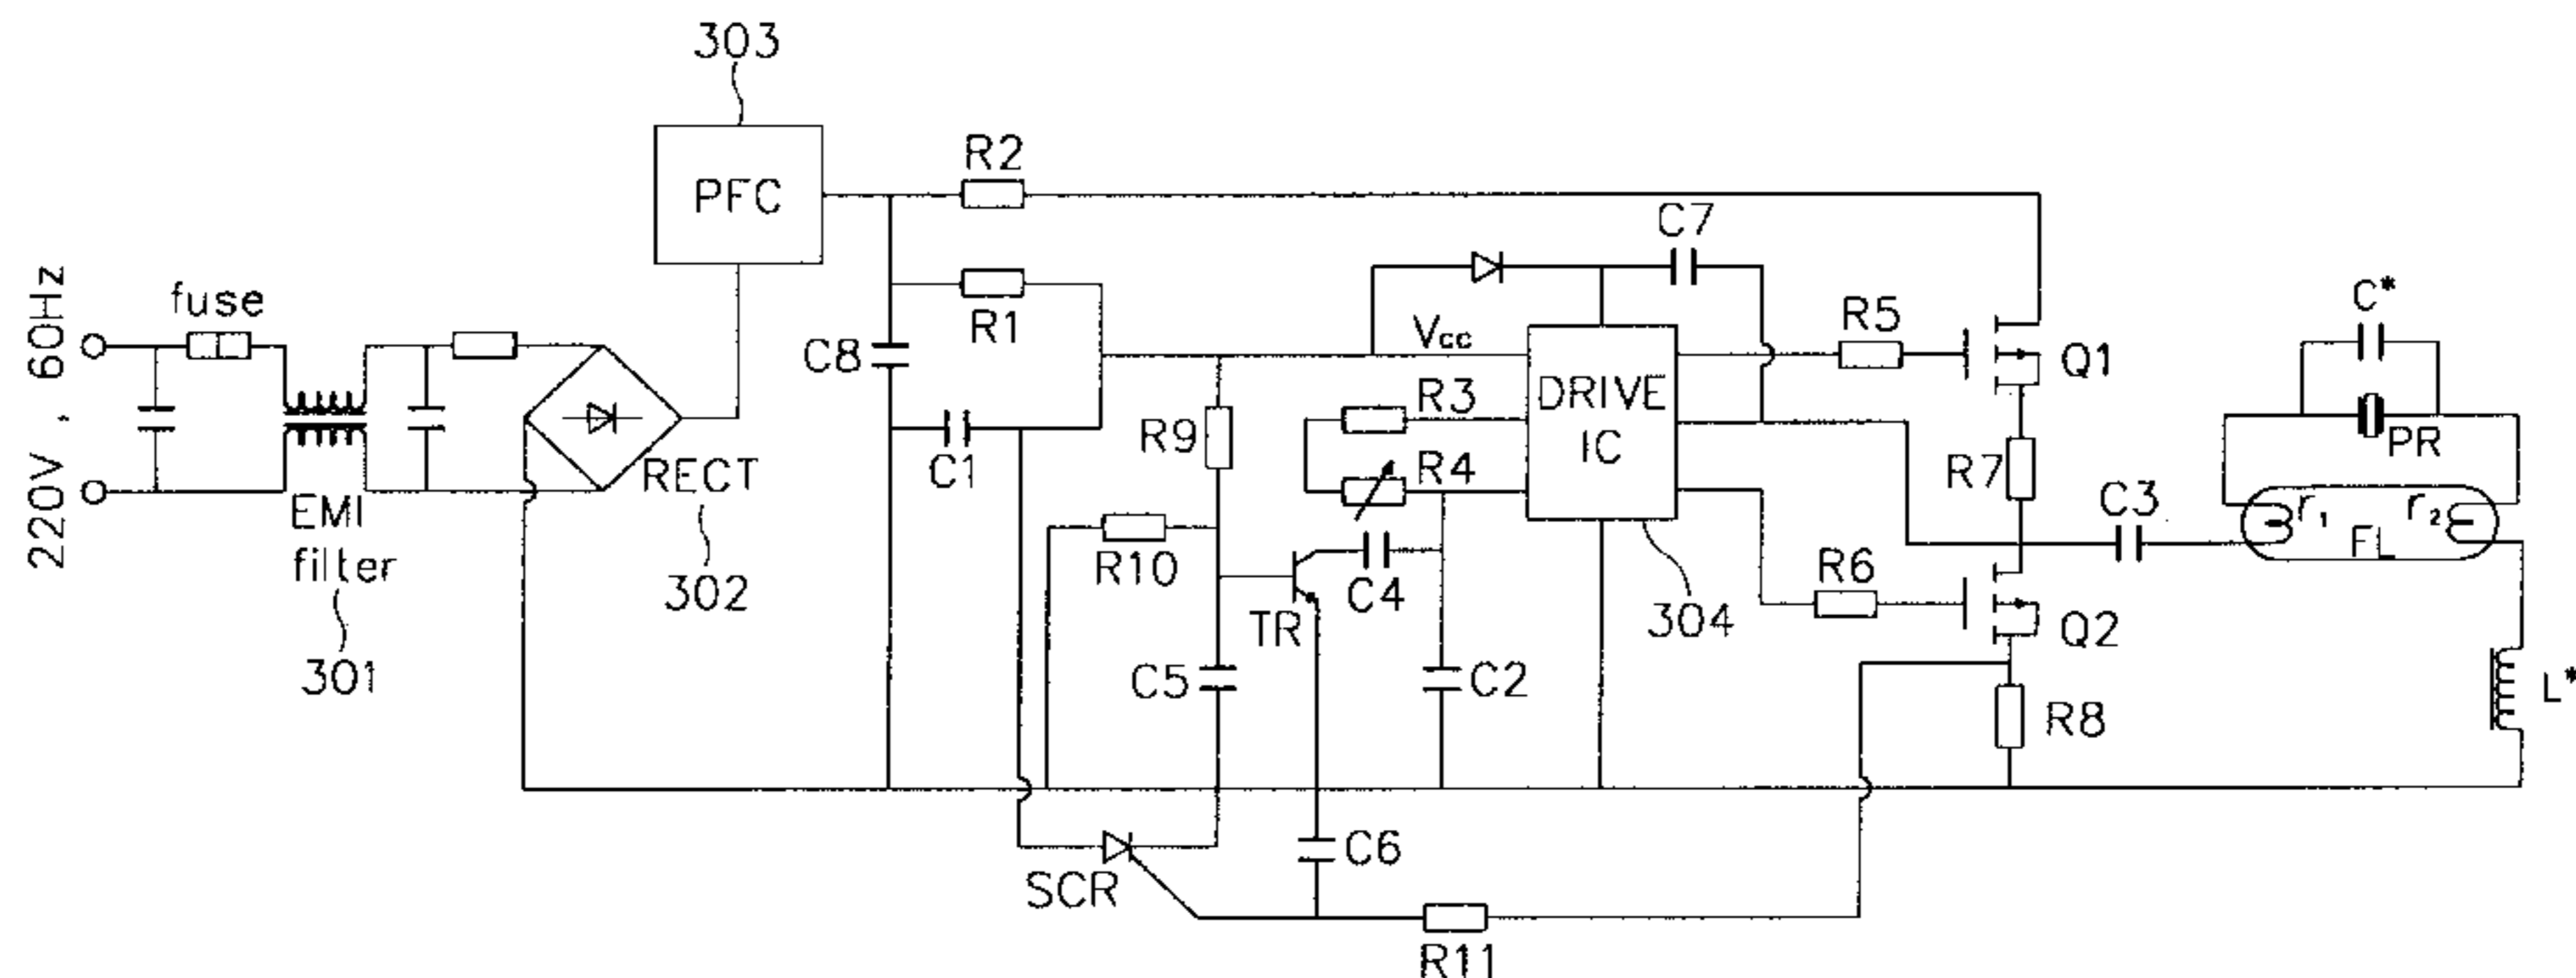 303
PFC
R2
C7
220V , 60Hz
fuse
R1
C8
Vcc
R5
Q1
C*
PR
EMI
filter
301
RECT
302
C1
R9
R3
R4
DRIVE
IC
R7
C3
r1
r2
FL
R10
TR
C4
304
R6
Q2
C5
C2
R8
L*
SCR
C6
R11